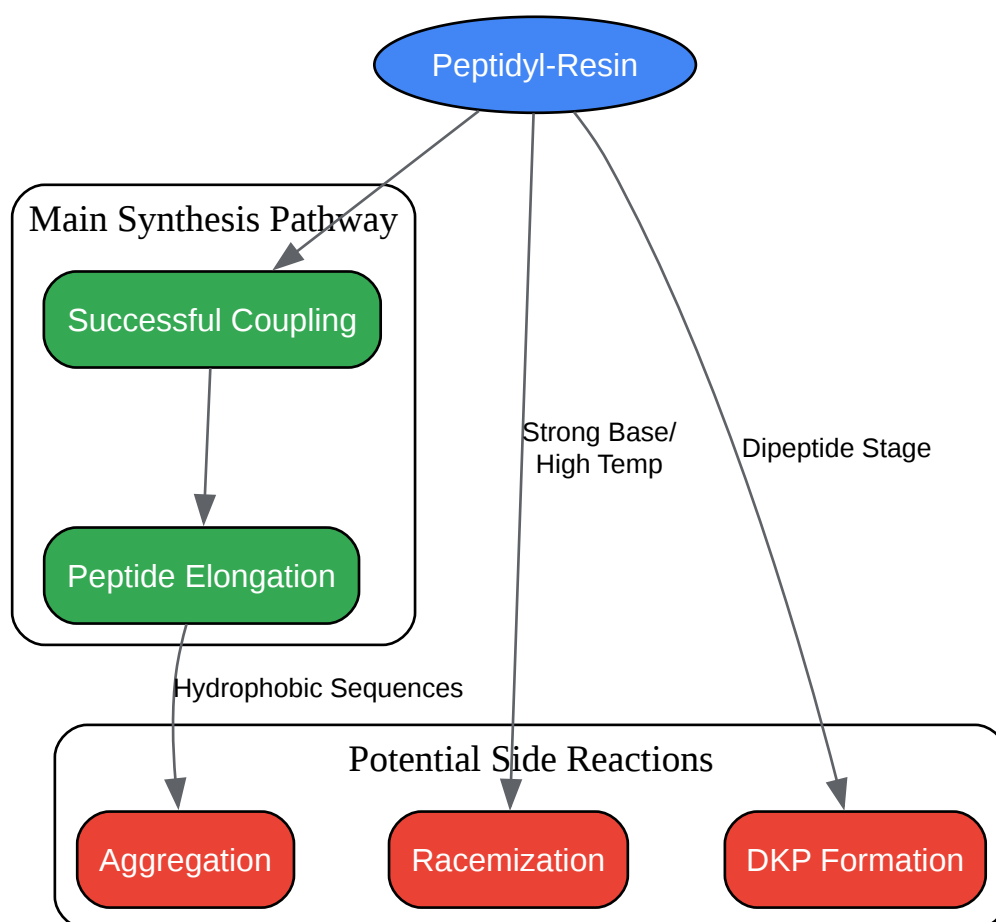 Peptidyl-Resin
Main Synthesis Pathway
Successful Coupling
Strong Base/
High Temp
Dipeptide Stage
Peptide Elongation
Hydrophobic Sequences
Potential Side Reactions
Aggregation
Racemization
DKP Formation